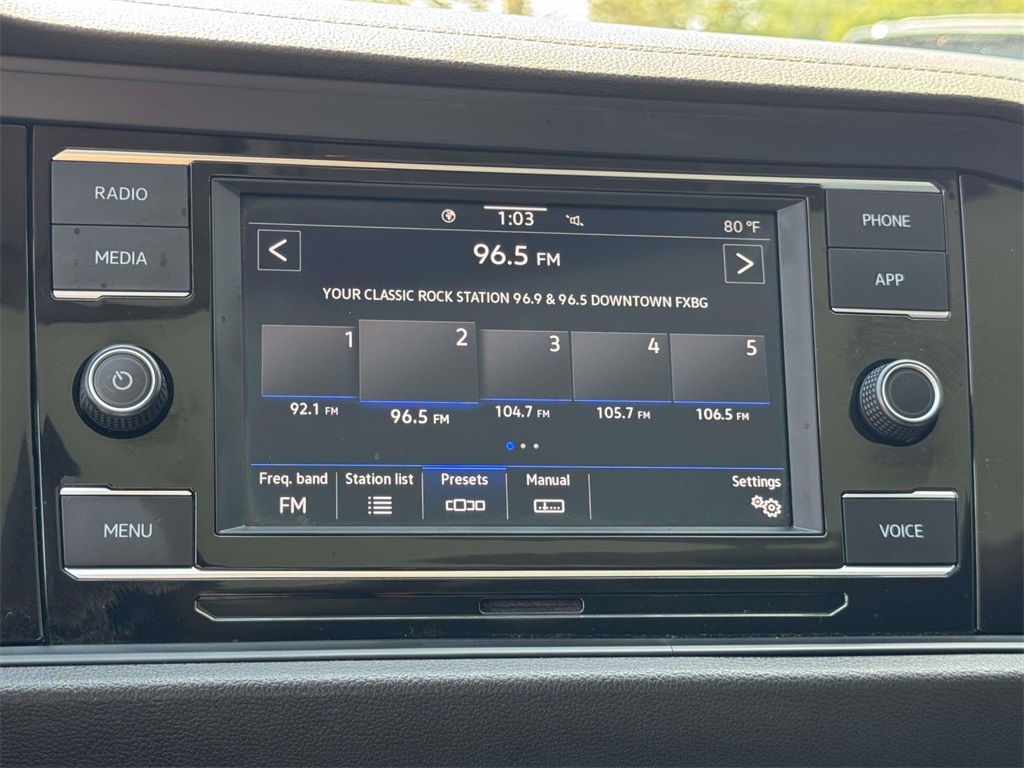 RADIO
MEDIA
MENU
PHONE
APP
VOICE
1:03
80 °F
<
96.5 FM
>
YOUR CLASSIC ROCK STATION 96.9 & 96.5 DOWNTOWN FXBG
1 2 3 4 5
92.1 FM 96.5 FM 104.7 FM 105.7 FM 106.5 FM
Freq. band Station list Presets Manual Settings
FM